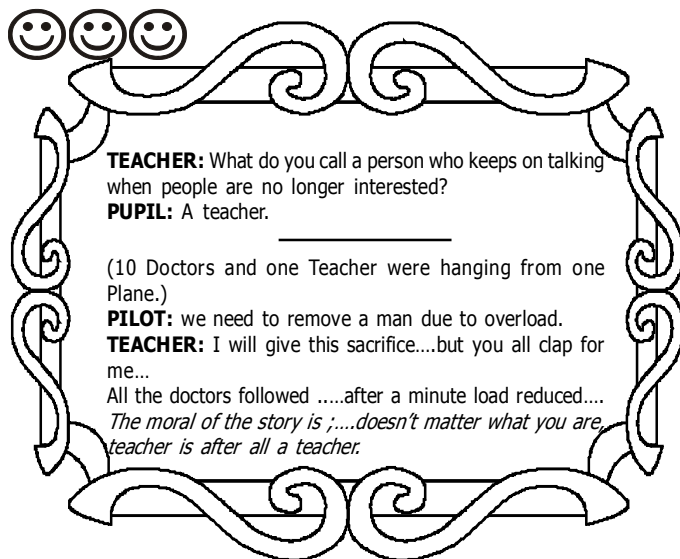 TEACHER: What do you call a person who keeps on talking
when people are no longer interested?
PUPIL: A teacher.
(10 Doctors and one Teacher were hanging from one
Plane.)
PILOT: we need to remove a man due to overload.
TEACHER: I will give this sacrifice....but you all clap for
me...
All the doctors followed .....after a minute load reduced....
The moral of the story is ;....doesn't matter what you are,
teacher is after all a teacher.